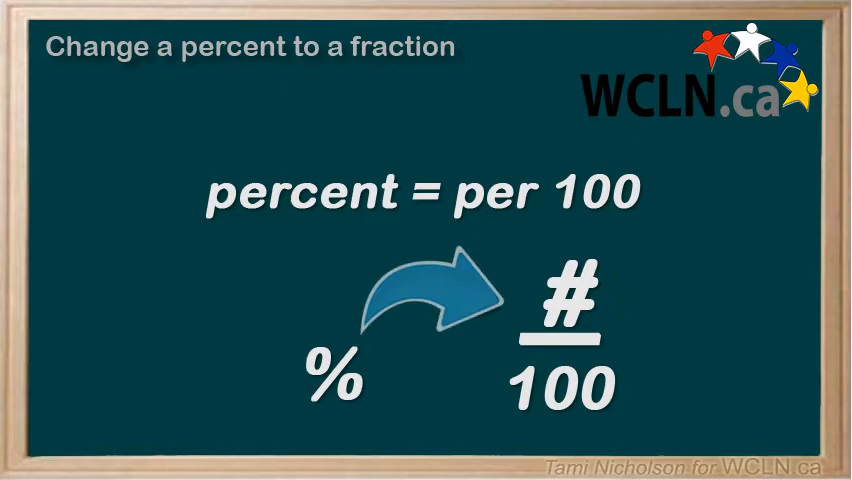 Change a percent to a fraction
WCLN.ca
percent = per 100
#
%
100
Tami Nicholson for WCLN.ca